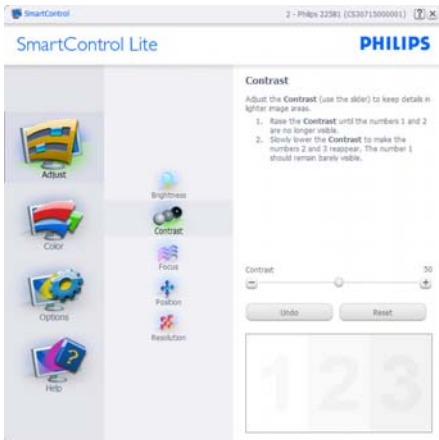 SmartControl
2 - Philips 225B1 (CS30715000001)
SmartControl Lite
PHILIPS
Adjust
Color
Options
Help
Brightness
Contrast
Focus
Position
Resolution
Contrast
Adjust the Contrast (use the slider) to keep details in
lighter image areas.
1. Raise the Contrast until the numbers 1 and 2
are no longer visible.
2. Slowly lower the Contrast to make the
numbers 2 and 3 reappear. The number 1
should remain barely visible.
Contrast
50
Undo
Reset
1 2 3